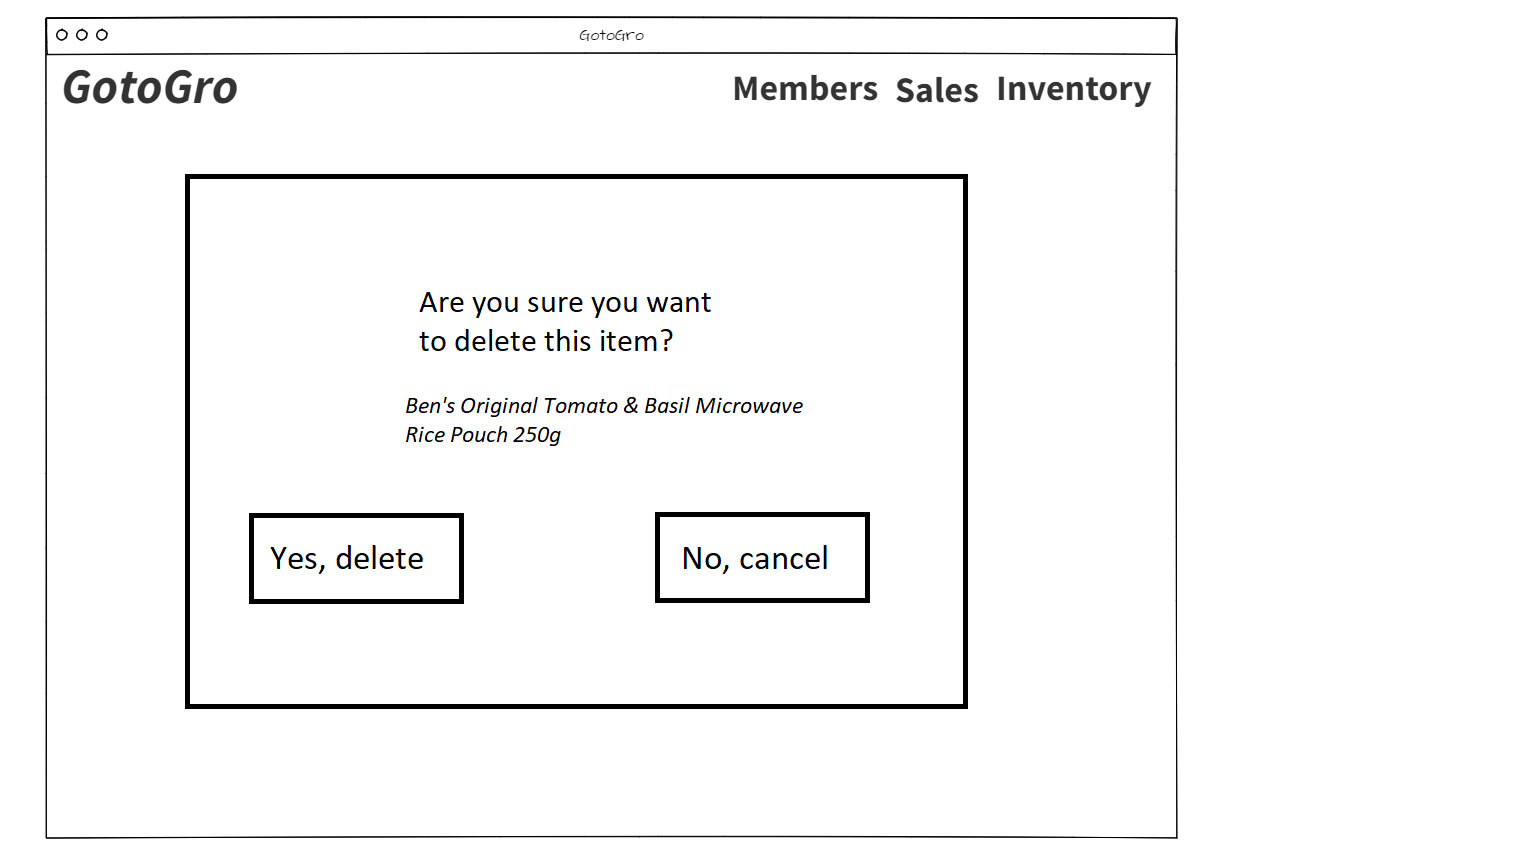 GotoGro
GotoGro
Members Sales Inventory
Are you sure you want
to delete this item?
Ben's Original Tomato & Basil Microwave
Rice Pouch 250g
Yes, delete
No, cancel